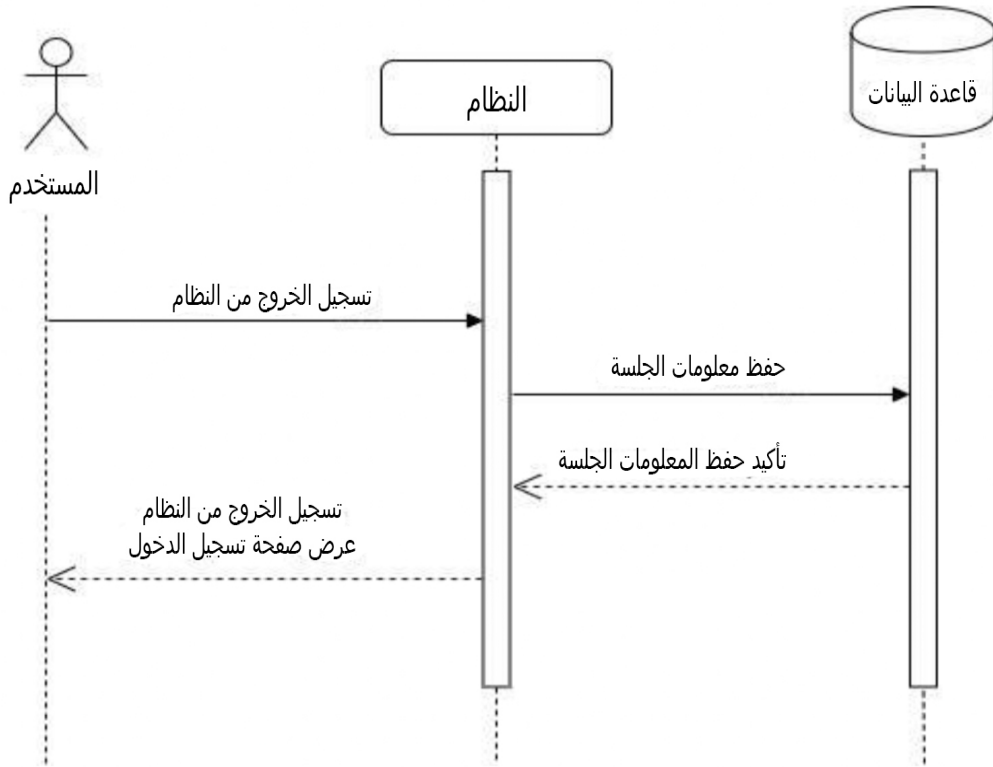 المستخدم
النظام
قاعدة البيانات
تسجيل الخروج من النظام
حفظ معلومات الجلسة
تأكيد حفظ المعلومات الجلسة
تسجيل الخروج من النظام
عرض صفحة تسجيل الدخول